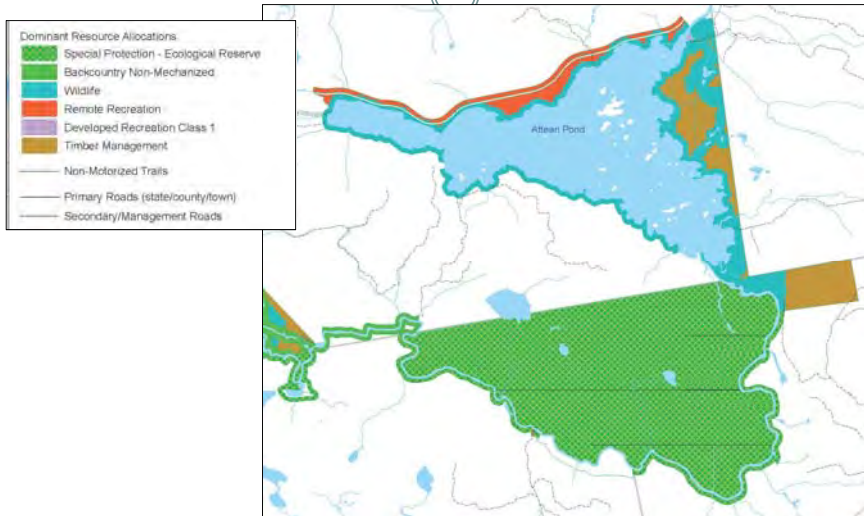 Dominant Resource Allocations
Special Protection - Ecological Reserve
Backcountry Non-Mechanized
Wildlife
Remote Recreation
Developed Recreation Class 1
Timber Management
Non-Motorized Trails
Primary Roads (state/county/town)
Secondary/Management Roads
Attean Pond